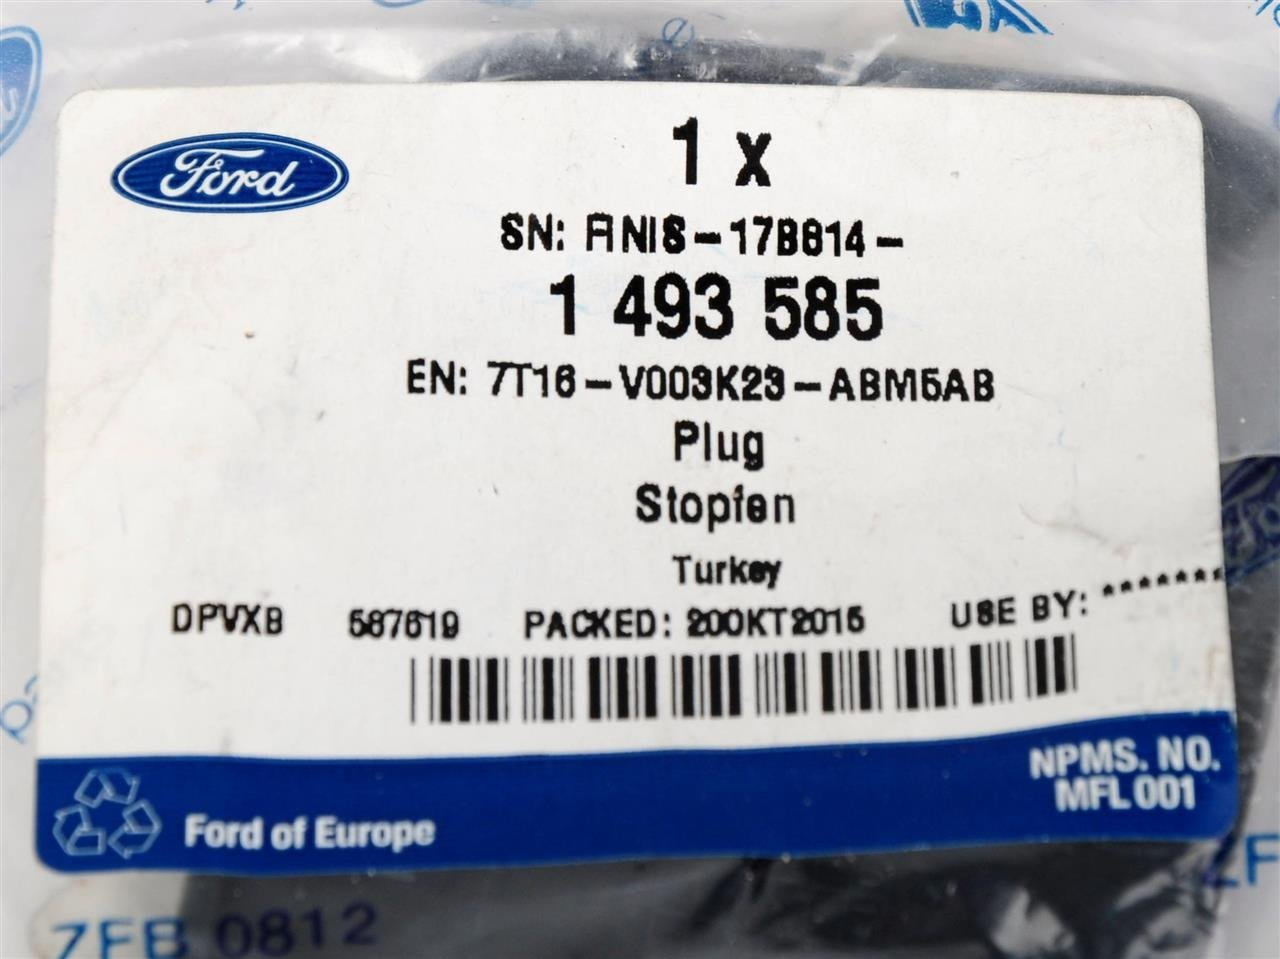 Ford
1 x
SN: FINIS-17B814-
1 493 585
EN: 7T16-V003K23-ABM5AB
Plug
Stopfen
Turkey
DPVXB 587619 PACKED: 20OKT2015 USE BY: *******
NPMS. NO.
MFL 001
Ford of Europe
ZFB 0812